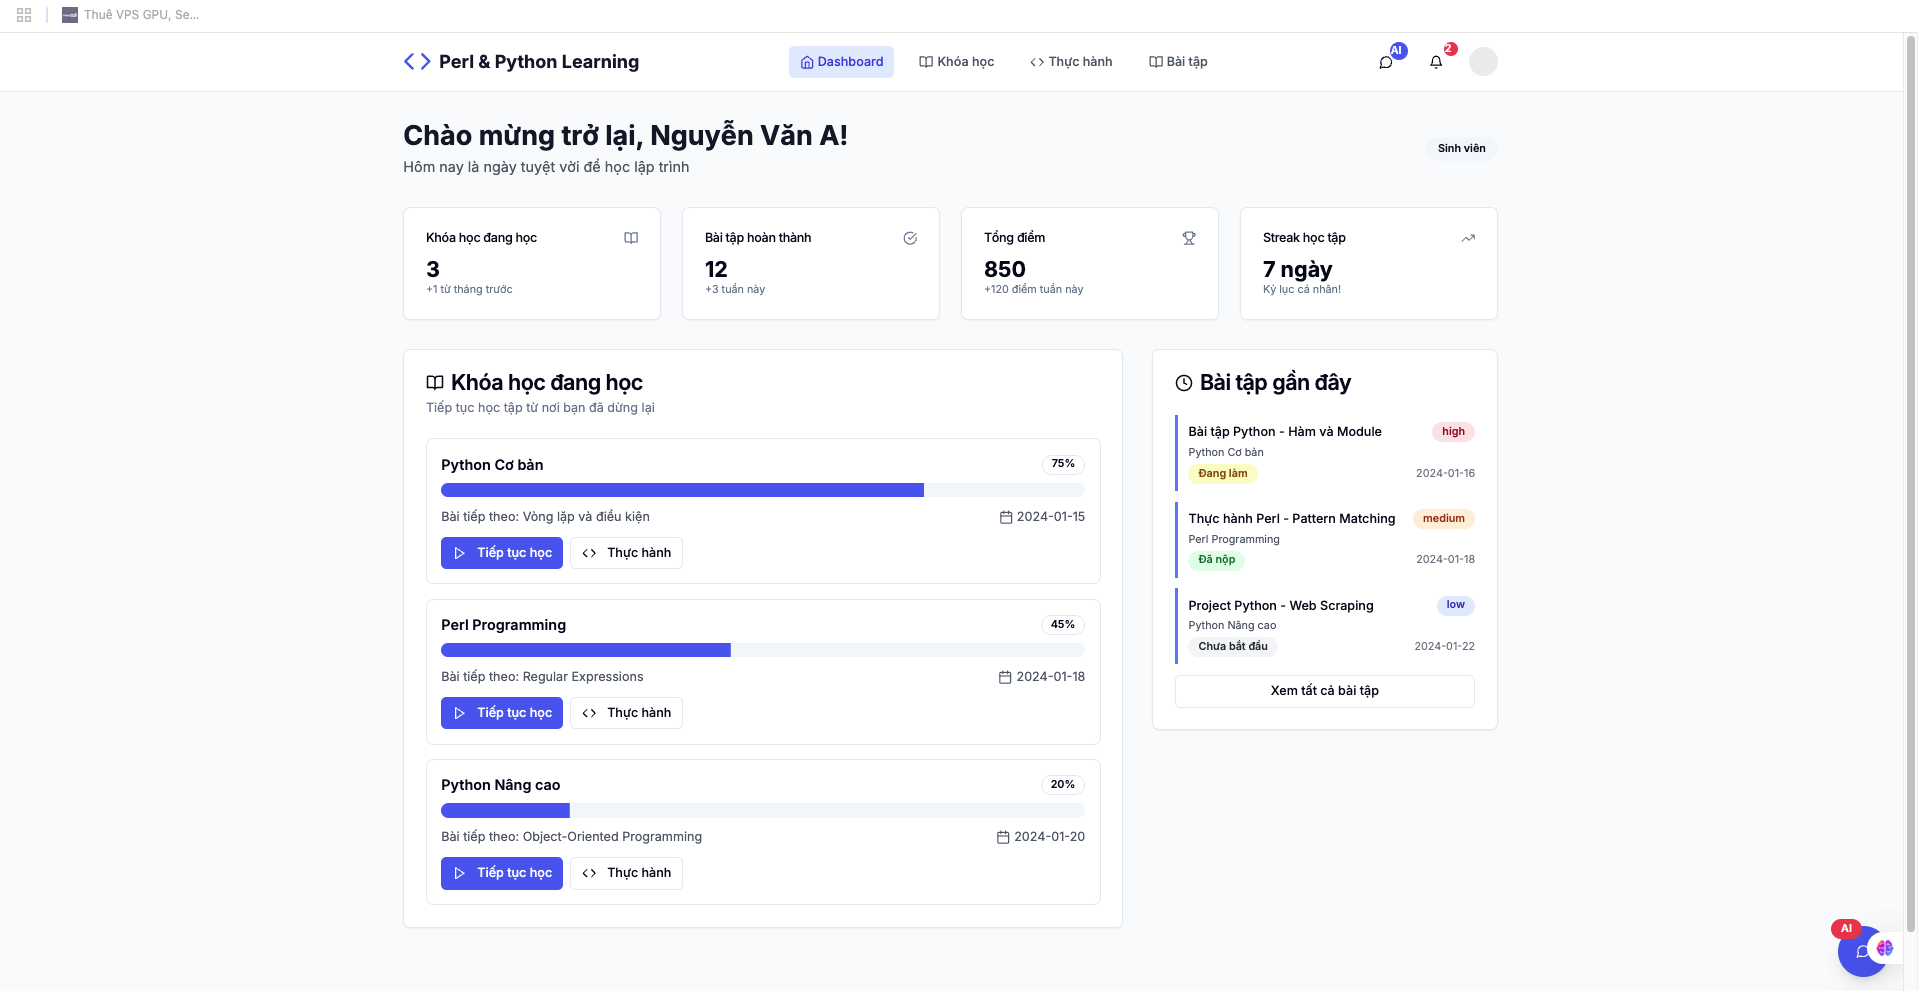 Thuê VPS GPU, Se...
Perl & Python Learning
Dashboard
Khóa học
Thực hành
Bài tập
AI
2
Chào mừng trở lại, Nguyễn Văn A!
Hôm nay là ngày tuyệt vời để học lập trình
Sinh viên
Khóa học đang học
3
+1 từ tháng trước
Bài tập hoàn thành
12
+3 tuần này
Tổng điểm
850
+120 điểm tuần này
Streak học tập
7 ngày
Kỷ lục cá nhân!
Khóa học đang học
Tiếp tục học tập từ nơi bạn đã dừng lại
Python Cơ bản
75%
Bài tiếp theo: Vòng lặp và điều kiện
2024-01-15
Tiếp tục học
Thực hành
Perl Programming
45%
Bài tiếp theo: Regular Expressions
2024-01-18
Tiếp tục học
Thực hành
Python Nâng cao
20%
Bài tiếp theo: Object-Oriented Programming
2024-01-20
Tiếp tục học
Thực hành
Bài tập gần đây
Bài tập Python - Hàm và Module
high
Python Cơ bản
Đang làm
2024-01-16
Thực hành Perl - Pattern Matching
medium
Perl Programming
Đã nộp
2024-01-18
Project Python - Web Scraping
low
Python Nâng cao
Chưa bắt đầu
2024-01-22
Xem tất cả bài tập
AI